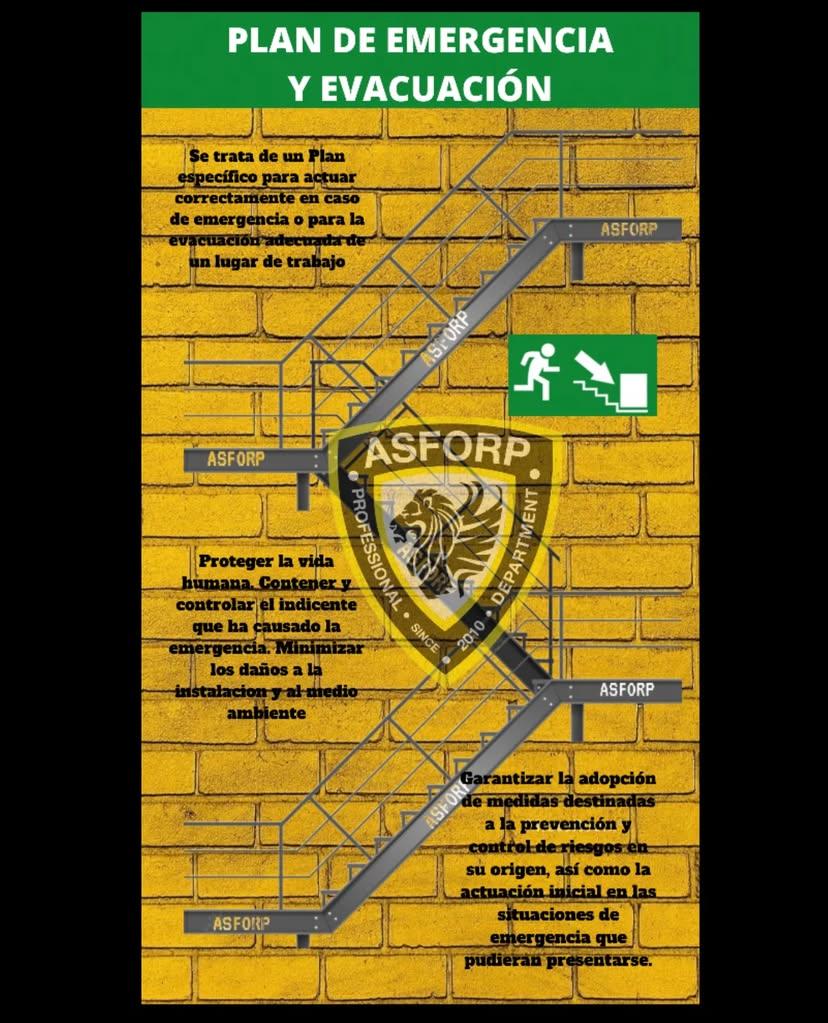 PLAN DE EMERGENCIA
Y EVACUACIÓN
Se trata de un Plan
específico para actuar
correctamente en caso
de emergencia o para la
evacuación adecuada de
un lugar de trabajo
ASFORP
ASFORP
ASFORP
ASFORP
PROFESSIONAL • SINCE • 2010 • DEPARTMENT
ASFORP
Proteger la vida
humana. Contener y
controlar el indicente
que ha causado la
emergencia. Minimizar
los daños a la
instalacion y al medio
ambiente
ASFORP
Garantizar la adopción
de medidas destinadas
a la prevención y
control de riesgos en
su origen, así como la
actuación inicial en las
situaciones de
emergencia que
pudieran presentarse.
ASFORP
ASFORP